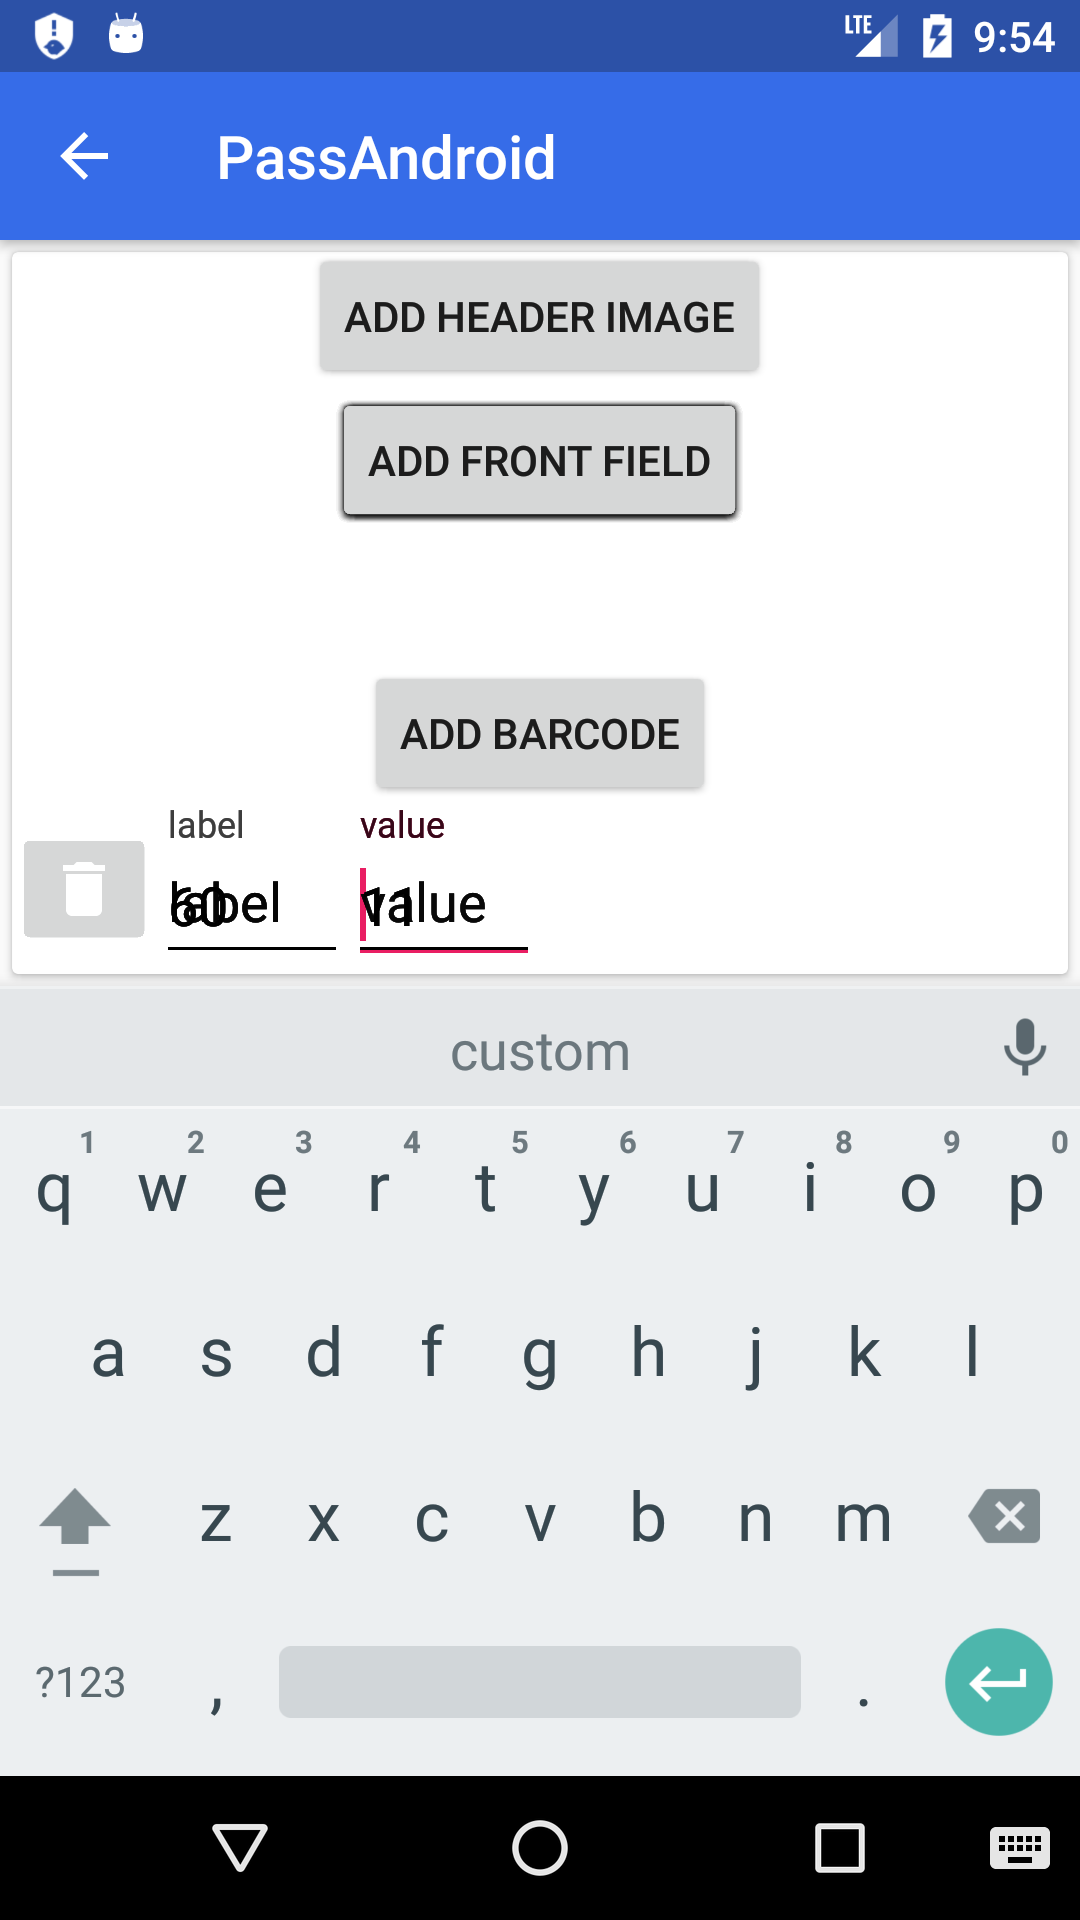 LTE 9:54
PassAndroid
ADD HEADER IMAGE
ADD FRONT FIELD
ADD BARCODE
label value
label value
60 11
custom
1 2 3 4 5 6 7 8 9 0
q w e r t y u i o p
a s d f g h j k l
z x c v b n m
?123 , .